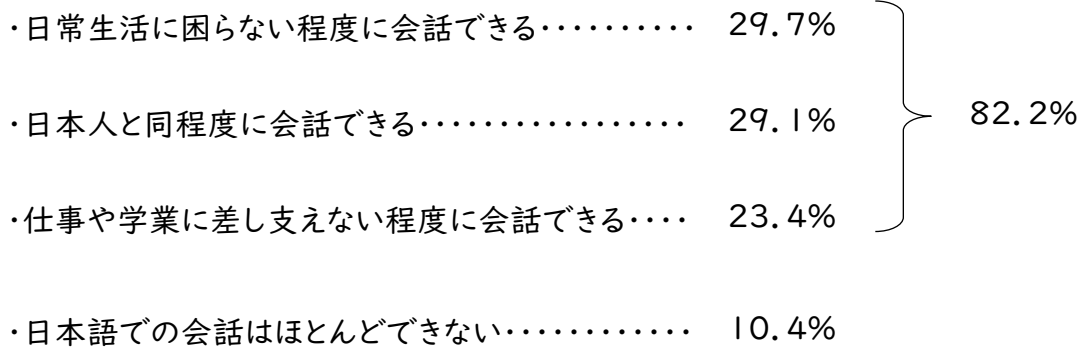 ・日常生活に困らない程度に会話できる・・・・・・・・・・ 29.7%
・日本人と同程度に会話できる・・・・・・・・・・・・・・・・・ 29.1%
82.2%
・仕事や学業に差し支えない程度に会話できる・・・・ 23.4%
・日本語での会話はほとんどできない・・・・・・・・・・・・ 10.4%